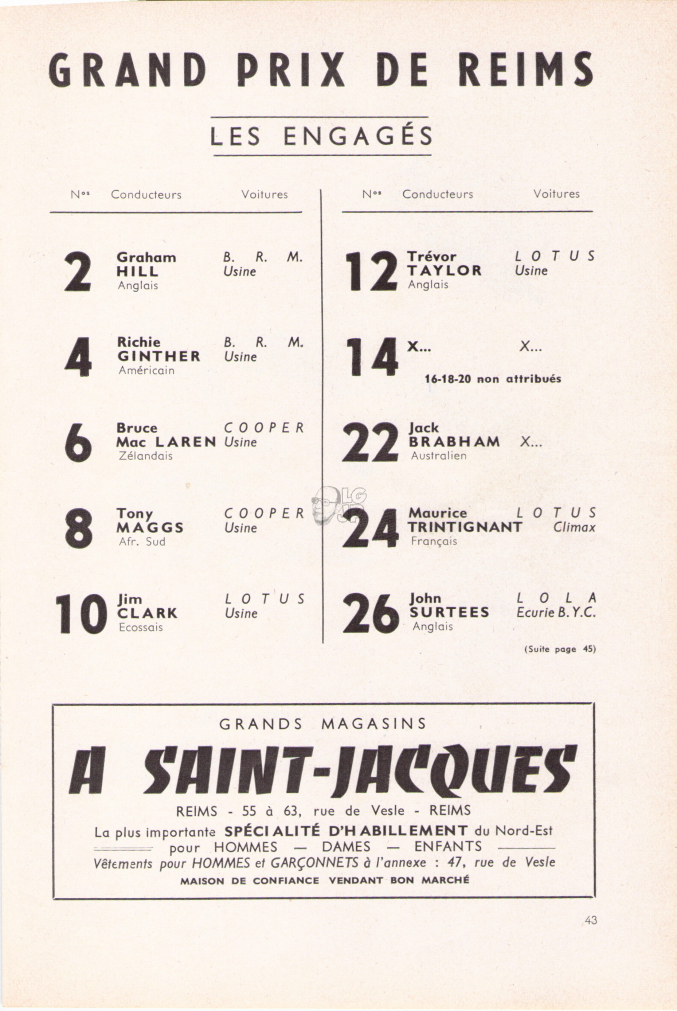 GRAND PRIX DE REIMS
LES ENGAGÉS
Nos Conducteurs Voitures
2 Graham B. R. M.
HILL Usine
Anglais
4 Richie B. R. M.
GINTHER Usine
Américain
6 Bruce COOPER
Mac LAREN Usine
Zélandais
8 Tony COOPER
MAGGS Usine
Afr. Sud
10 Jim LOTUS
CLARK Usine
Ecossais
Nos Conducteurs Voitures
12 Trévor LOTUS
TAYLOR Usine
Anglais
14 X... X...
16-18-20 non attribués
22 Jack
BRABHAM X...
Australien
24 Maurice LOTUS
TRINTIGNANT Climax
Français
26 John LOLA
SURTEES Ecurie B.Y.C.
Anglais
(Suite page 45)
GRANDS MAGASINS
A SAINT-JACQUES
REIMS - 55 à 63, rue de Vesle - REIMS
La plus importante SPÉCIALITÉ D'HABILLEMENT du Nord-Est
pour HOMMES — DAMES — ENFANTS
Vêtements pour HOMMES et GARÇONNETS à l'annexe : 47, rue de Vesle
MAISON DE CONFIANCE VENDANT BON MARCHÉ
43